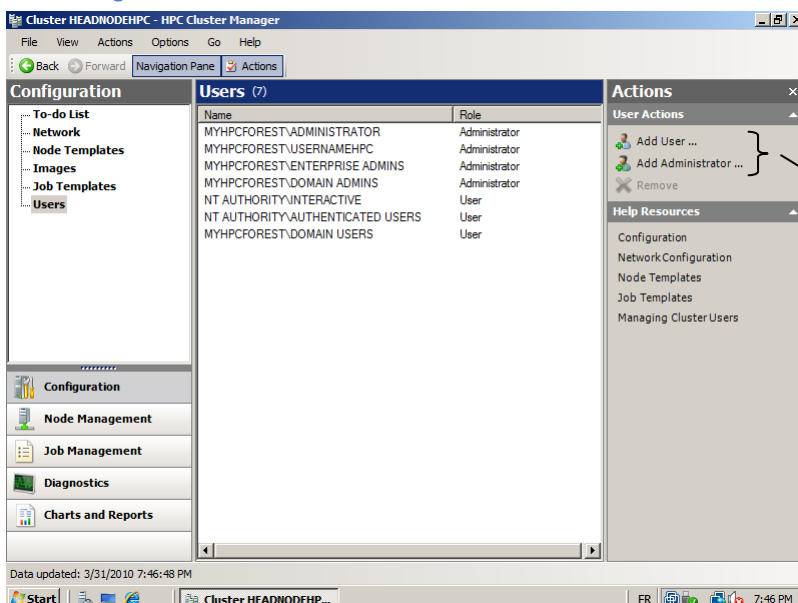 Cluster HEADNODEHPC - HPC Cluster Manager
File View Actions Options Go Help
Back Forward Navigation Pane Actions
Configuration
To-do List
Network
Node Templates
Images
Job Templates
Users
Configuration
Node Management
Job Management
Diagnostics
Charts and Reports
Users (7)
Name Role
MYHPCFOREST\ADMINISTRATOR Administrator
MYHPCFOREST\USERNAMEHPC Administrator
MYHPCFOREST\ENTERPRISE ADMINS Administrator
MYHPCFOREST\DOMAIN ADMINS Administrator
NT AUTHORITY\INTERACTIVE User
NT AUTHORITY\AUTHENTICATED USERS User
MYHPCFOREST\DOMAIN USERS User
Actions
User Actions
Add User ...
Add Administrator ...
Remove
Help Resources
Configuration
Network Configuration
Node Templates
Job Templates
Managing Cluster Users
Data updated: 3/31/2010 7:46:48 PM
Start Cluster HEADNODEHP... FR 7:46 PM